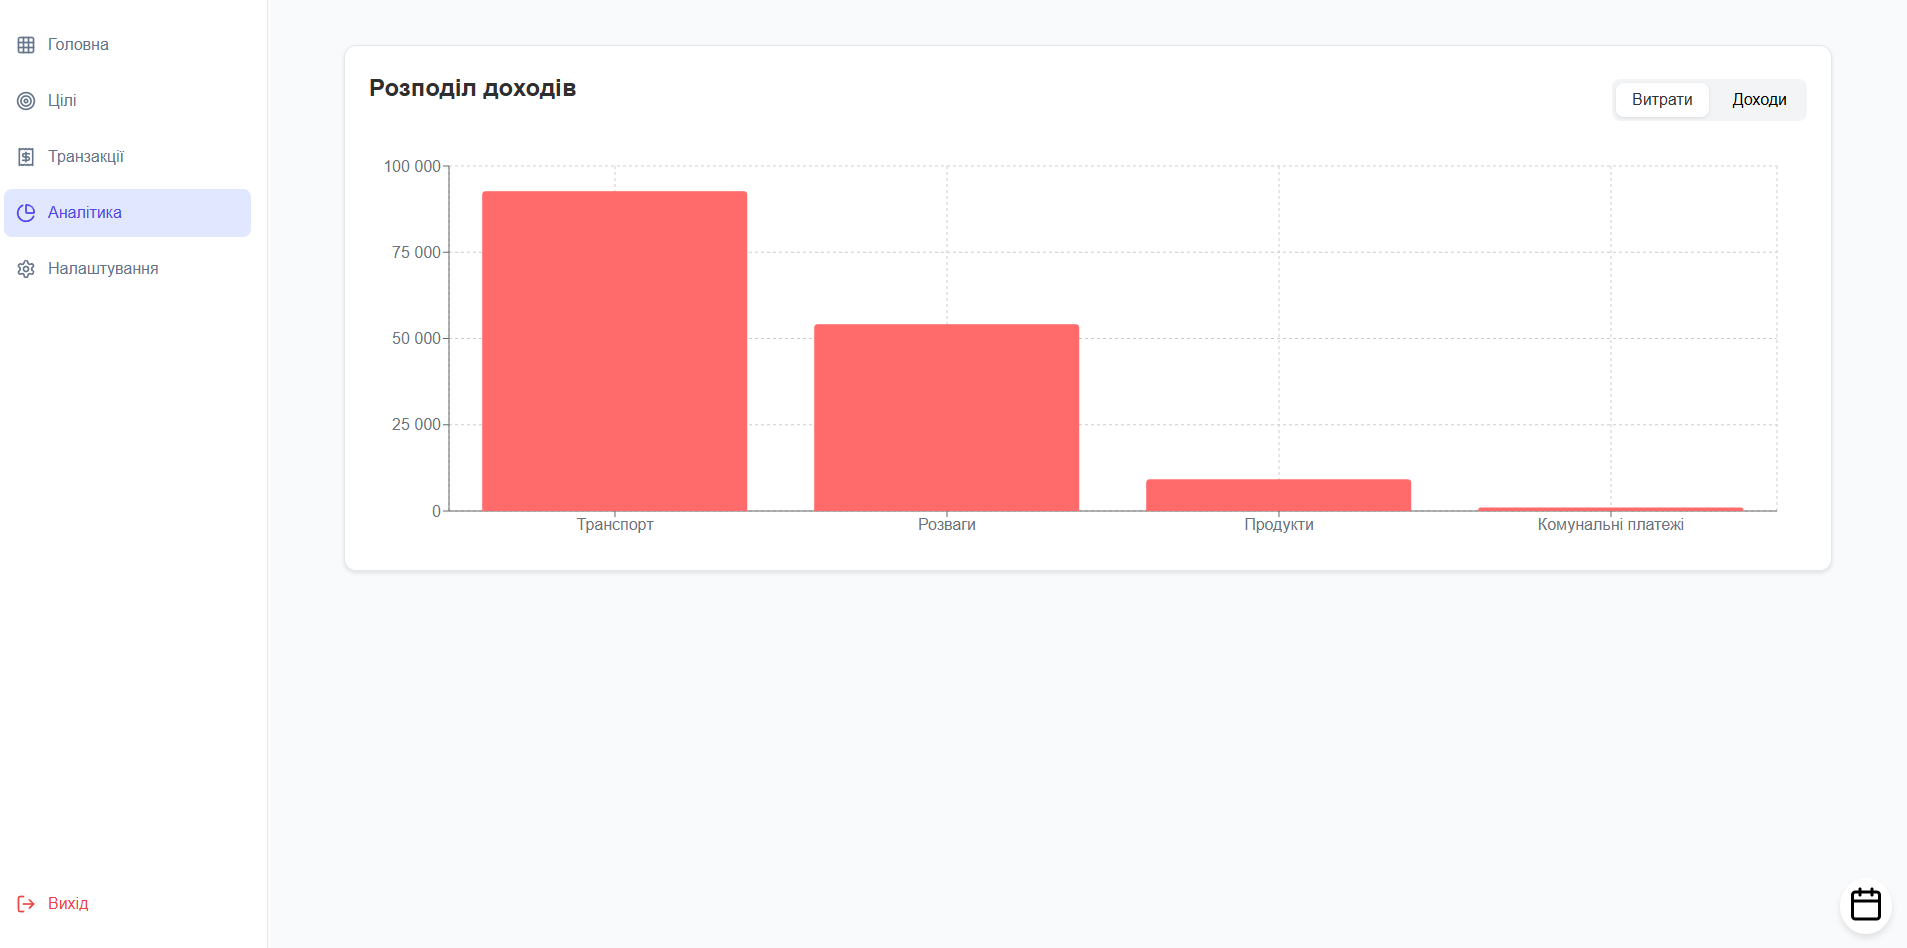 Головна
Цілі
Транзакції
Аналітика
Налаштування
Вихід
Розподіл доходів
Витрати Доходи
100 000
75 000
50 000
25 000
0
Транспорт Розваги Продукти Комунальні платежі